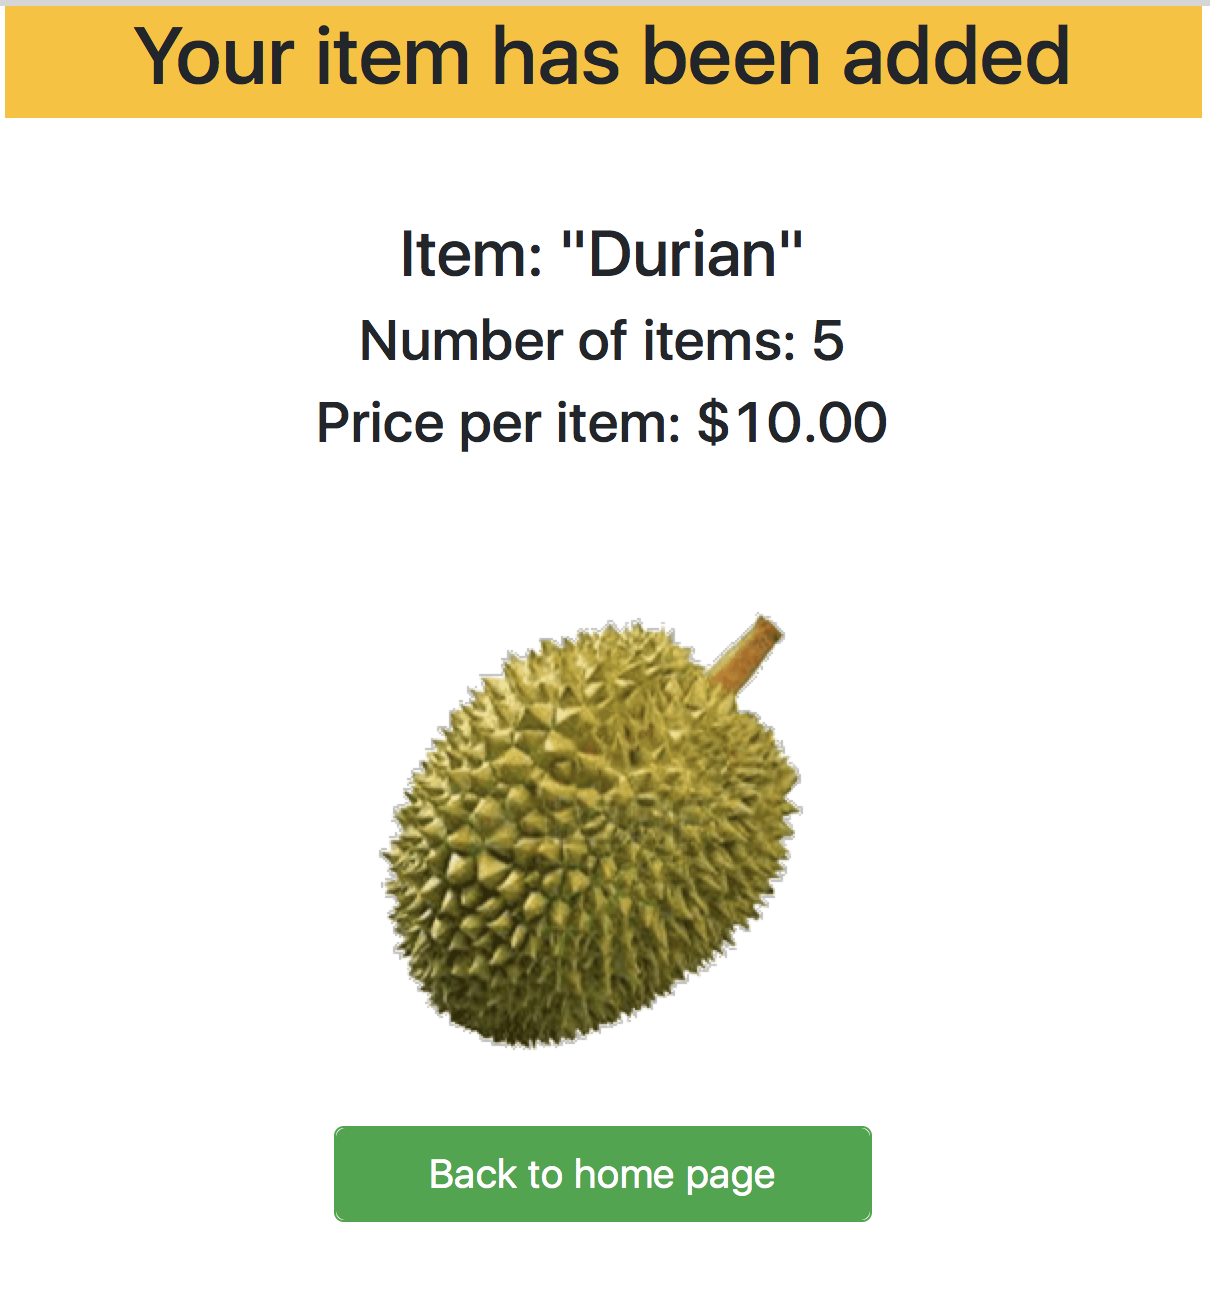 Your item has been added
Item: "Durian"
Number of items: 5
Price per item: $10.00
Back to home page